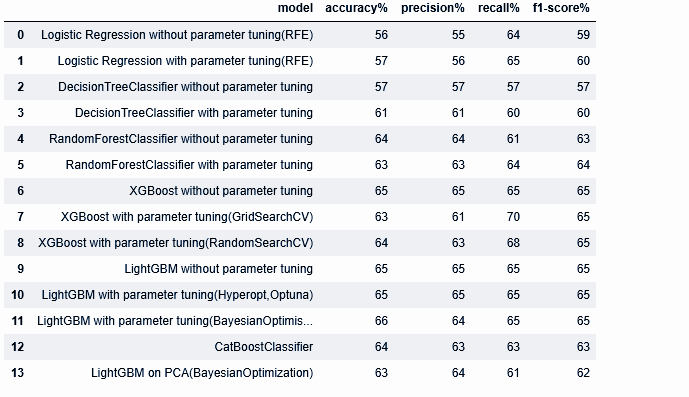 model accuracy% precision% recall% f1-score%
0 Logistic Regression without parameter tuning(RFE) 56 55 64 59
1 Logistic Regression with parameter tuning(RFE) 57 56 65 60
2 DecisionTreeClassifier without parameter tuning 57 57 57 57
3 DecisionTreeClassifier with parameter tuning 61 61 60 60
4 RandomForestClassifier without parameter tuning 64 64 61 63
5 RandomForestClassifier with parameter tuning 63 63 64 64
6 XGBoost without parameter tuning 65 65 65 65
7 XGBoost with parameter tuning(GridSearchCV) 63 61 70 65
8 XGBoost with parameter tuning(RandomSearchCV) 64 63 68 65
9 LightGBM without parameter tuning 65 65 65 65
10 LightGBM with parameter tuning(Hyperopt,Optuna) 65 65 65 65
11 LightGBM with parameter tuning(BayesianOptimis... 66 64 65 65
12 CatBoostClassifier 64 63 63 63
13 LightGBM on PCA(BayesianOptimization) 63 64 61 62